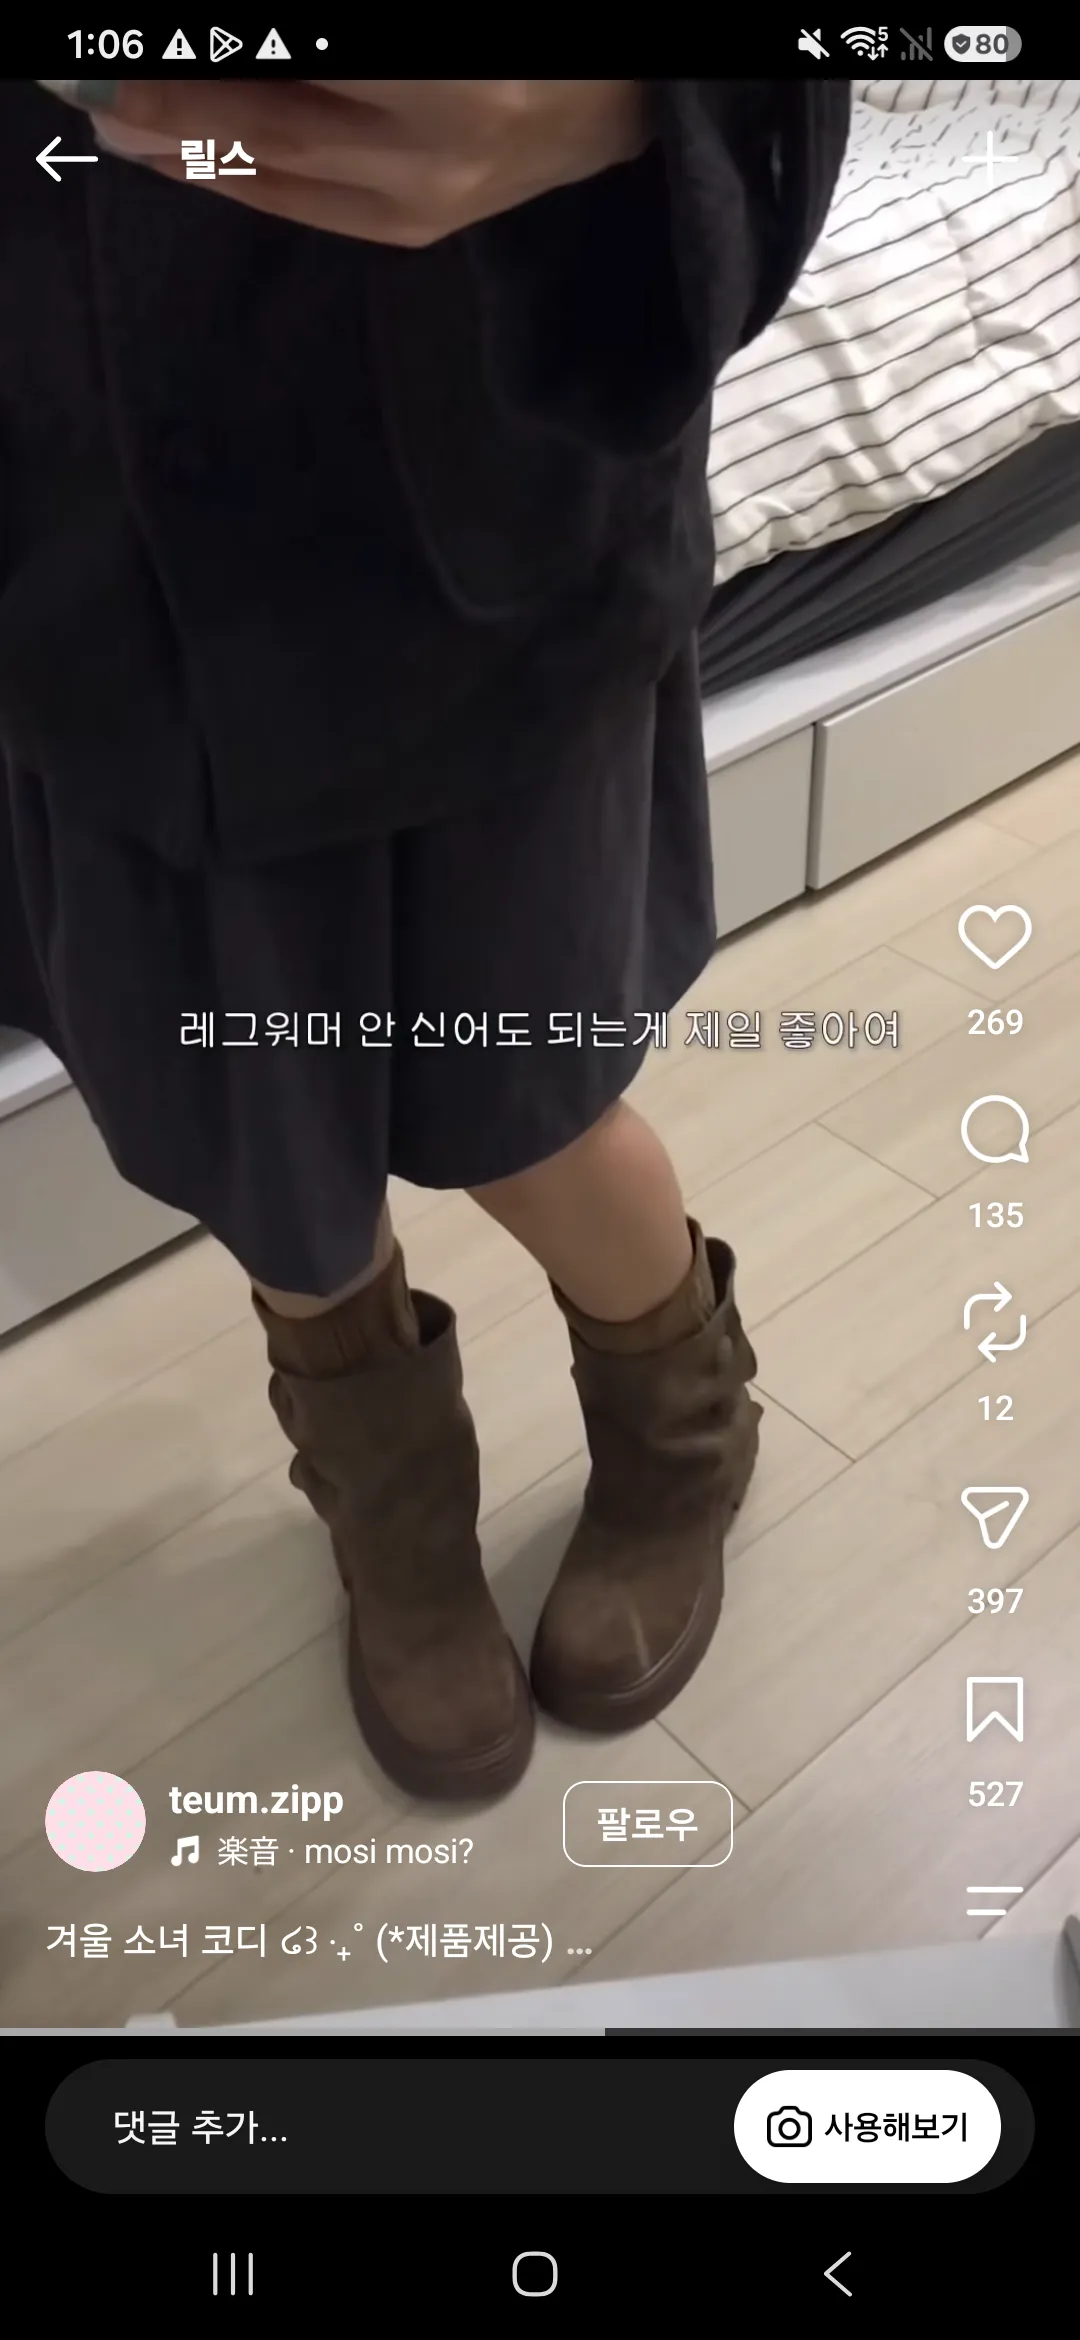 1:06
5
80
릴스
레그워머 안 신어도 되는게 제일 좋아여
269
135
12
397
527
teum.zipp
楽音 · mosi mosi?
팔로우
겨울 소녀 코디 ૮꒱ ‧₊˚ (*제품제공) ...
댓글 추가...
사용해보기